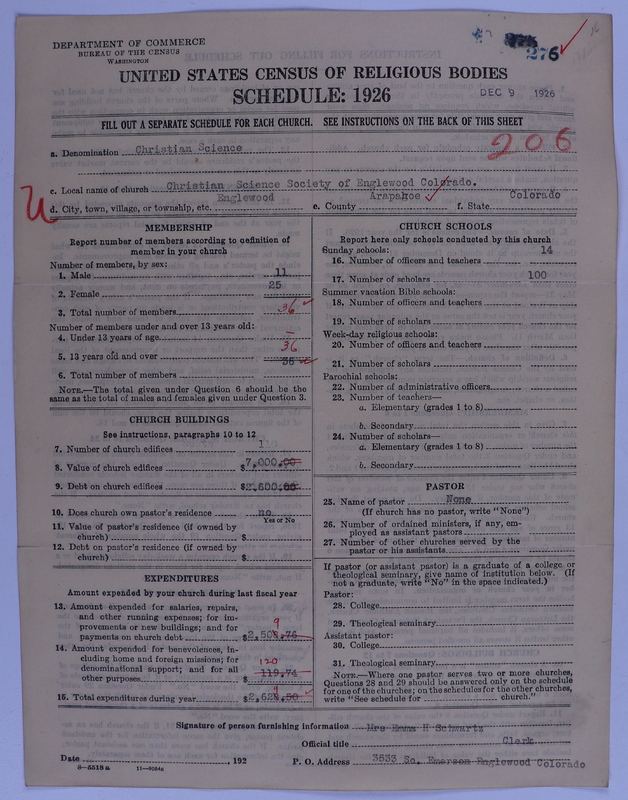 DEPARTMENT OF COMMERCE
BUREAU OF THE CENSUS
WASHINGTON
276
UNITED STATES CENSUS OF RELIGIOUS BODIES
SCHEDULE: 1926
DEC 9 1926
FILL OUT A SEPARATE SCHEDULE FOR EACH CHURCH. SEE INSTRUCTIONS ON THE BACK OF THIS SHEET
206
a. Denomination Christian Science
c. Local name of church Christian Science Society of Englewood Colorado.
d. City, town, village, or township, etc. Englewood e. County Arapahoe f. State Colorado
MEMBERSHIP
Report number of members according to definition of
member in your church
Number of members, by sex:
1. Male 11
2. Female 25
3. Total number of members 36
Number of members under and over 13 years old:
4. Under 13 years of age –
5. 13 years old and over 36
36
6. Total number of members
NOTE.—The total given under Question 6 should be the
same as the total of males and females given under Question 3.
CHURCH BUILDINGS
See instructions, paragraphs 10 to 12
7. Number of church edifices 1
8. Value of church edifices $7,000.00
9. Debt on church edifices $2,600.00
10. Does church own pastor's residence no
Yes or No
11. Value of pastor's residence (if owned by
church) $
12. Debt on pastor's residence (if owned by
church) $
EXPENDITURES
Amount expended by your church during last fiscal year
13. Amount expended for salaries, repairs,
and other running expenses; for im-
provements or new buildings; and for
payments on church debt $2,508.76
9
14. Amount expended for benevolences, in-
cluding home and foreign missions; for
denominational support; and for all
other purposes $119.74
120
15. Total expenditures during year $2,628.50
9
CHURCH SCHOOLS
Report here only schools conducted by this church
Sunday schools:
16. Number of officers and teachers 14
17. Number of scholars 100
Summer vacation Bible schools:
18. Number of officers and teachers
19. Number of scholars
Week-day religious schools:
20. Number of officers and teachers
21. Number of scholars
Parochial schools:
22. Number of administrative officers
23. Number of teachers—
a. Elementary (grades 1 to 8)
b. Secondary
24. Number of scholars—
a. Elementary (grades 1 to 8)
b. Secondary
PASTOR
25. Name of pastor None
(If church has no pastor, write "None")
26. Number of ordained ministers, if any, em-
ployed as assistant pastors
27. Number of other churches served by the
pastor or his assistants
If pastor (or assistant pastor) is a graduate of a college or
theological seminary, give name of institution below. (If
not a graduate, write "No" in the space indicated.)
Pastor:
28. College
29. Theological seminary
Assistant pastor:
30. College
31. Theological seminary
NOTE.—Where one pastor serves two or more churches,
Questions 28 and 29 should be answered only on the schedule
for one of the churches; on the schedules for the other churches,
write "See schedule for church."
Signature of person furnishing information Mrs Emma H Schwartz
Official title Clerk
Date , 192 P. O. Address 3533 So. Emerson Englewood Colorado
8—5518a 11—9084a